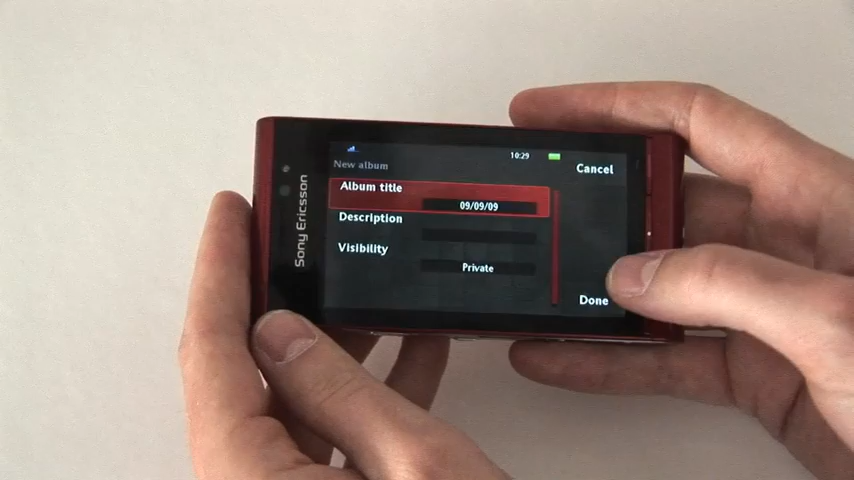 Sony Ericsson
10:29
New album
Cancel
Album title
09/09/09
Description
Visibility
Private
Done